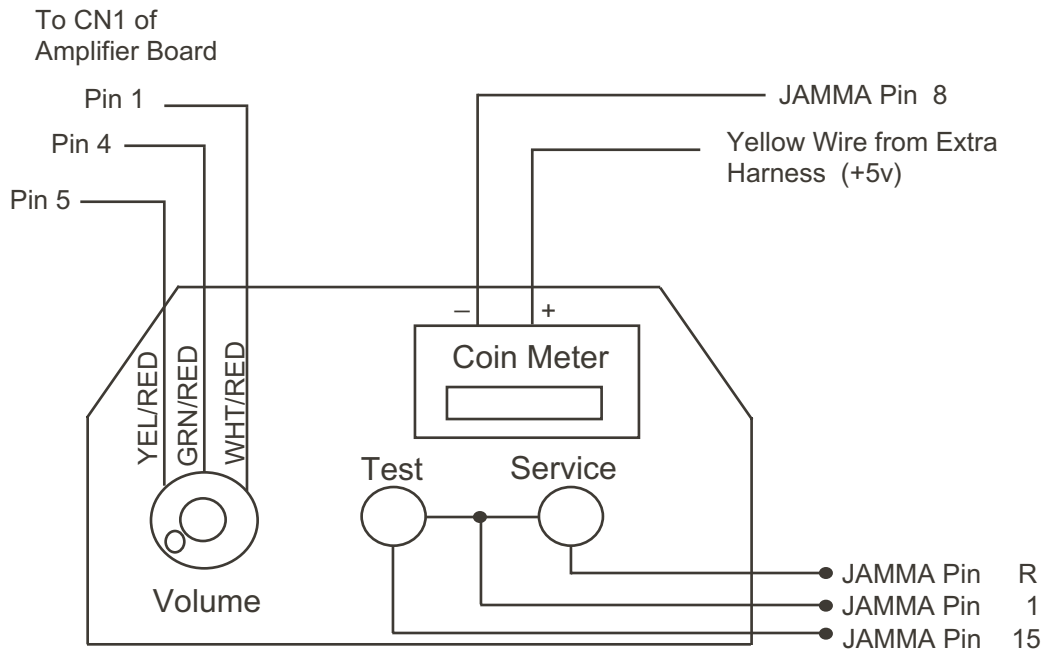 To CN1 of
Amplifier Board
Pin 1
Pin 4
Pin 5
JAMMA Pin 8
Yellow Wire from Extra
Harness (+5v)
– +
Coin Meter
YEL/RED
GRN/RED
WHT/RED
Test
Service
Volume
JAMMA Pin R
JAMMA Pin 1
JAMMA Pin 15